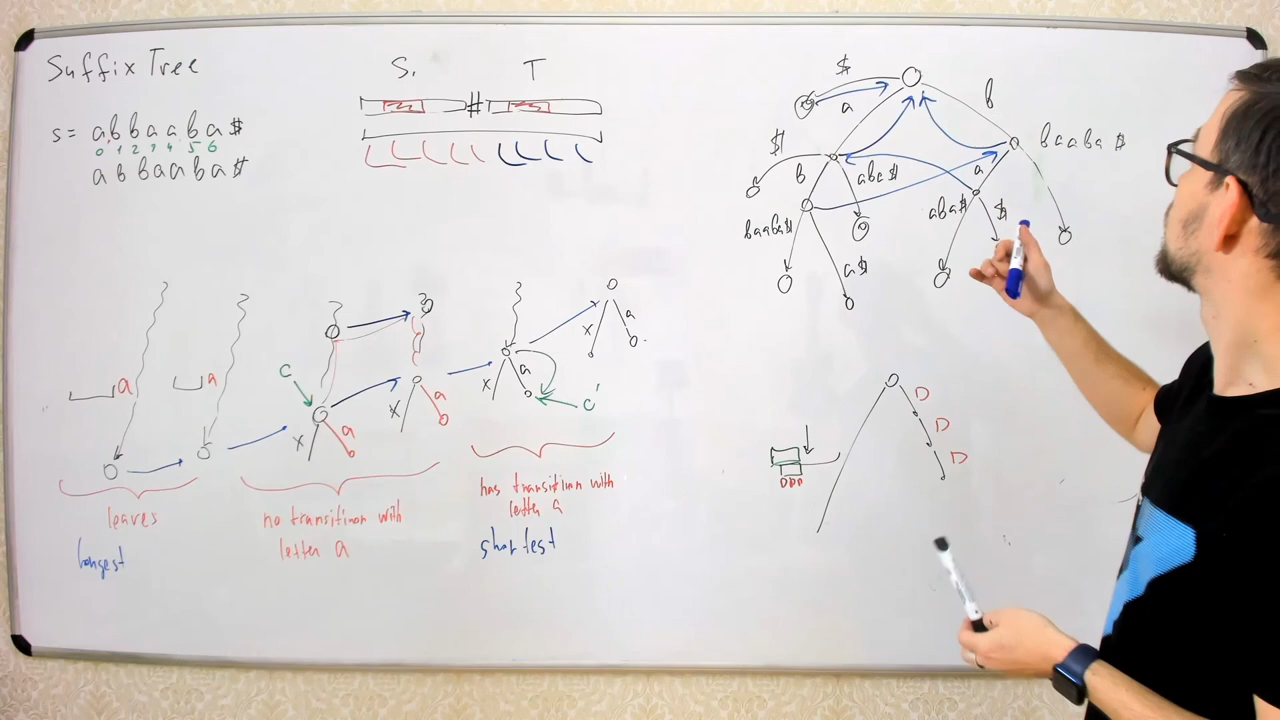 Suffix Tree
s = abbaaba$
0 1 2 3 4 5 6
abbaaba$
S. # T
$
a
b
$
b
aba$
a
baaba$
baaba$
a$
aba$
$
a
a
c
x
a
x
a
x
a
c'
x
a
leaves
longest
no transition with
letter a
has transition with
letter a
shortest
D
D
D
DDD